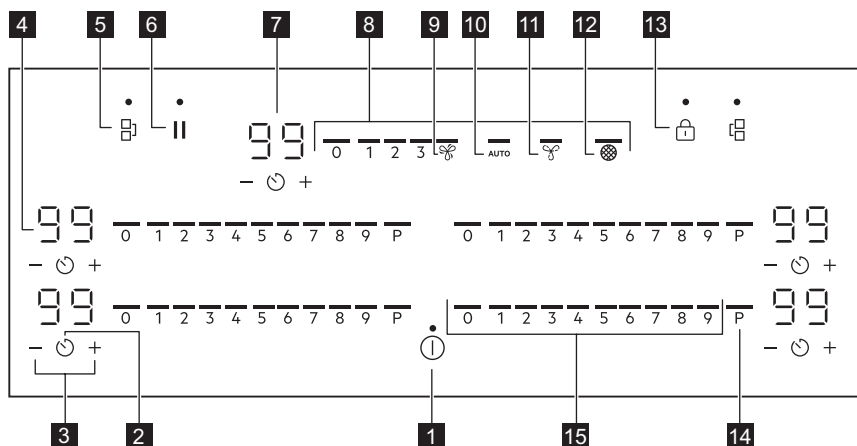 4 5 6 7 8 9 10 11 12 13
99 0 1 2 3 AUTO
− +
99 0 1 2 3 4 5 6 7 8 9 P 0 1 2 3 4 5 6 7 8 9 P 99
− + − +
99 0 1 2 3 4 5 6 7 8 9 P 0 1 2 3 4 5 6 7 8 9 P 99
− + − +
3 2 1 15 14